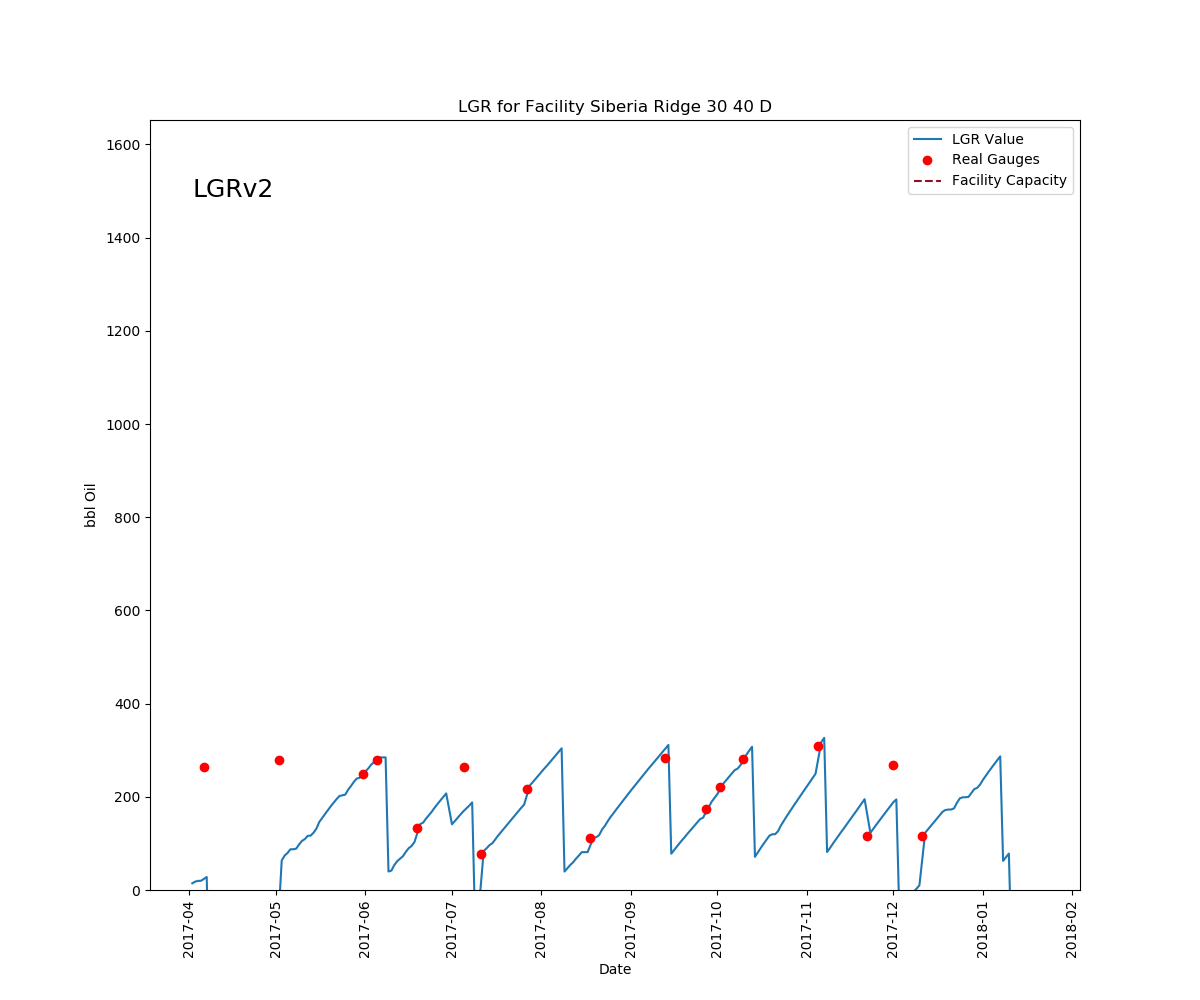 LGR for Facility Siberia Ridge 30 40 D
LGR Value
Real Gauges
Facility Capacity
LGRv2
1600
1400
1200
1000
800
600
400
200
0
bbl Oil
2017-04
2017-05
2017-06
2017-07
2017-08
2017-09
2017-10
2017-11
2017-12
2018-01
2018-02
Date